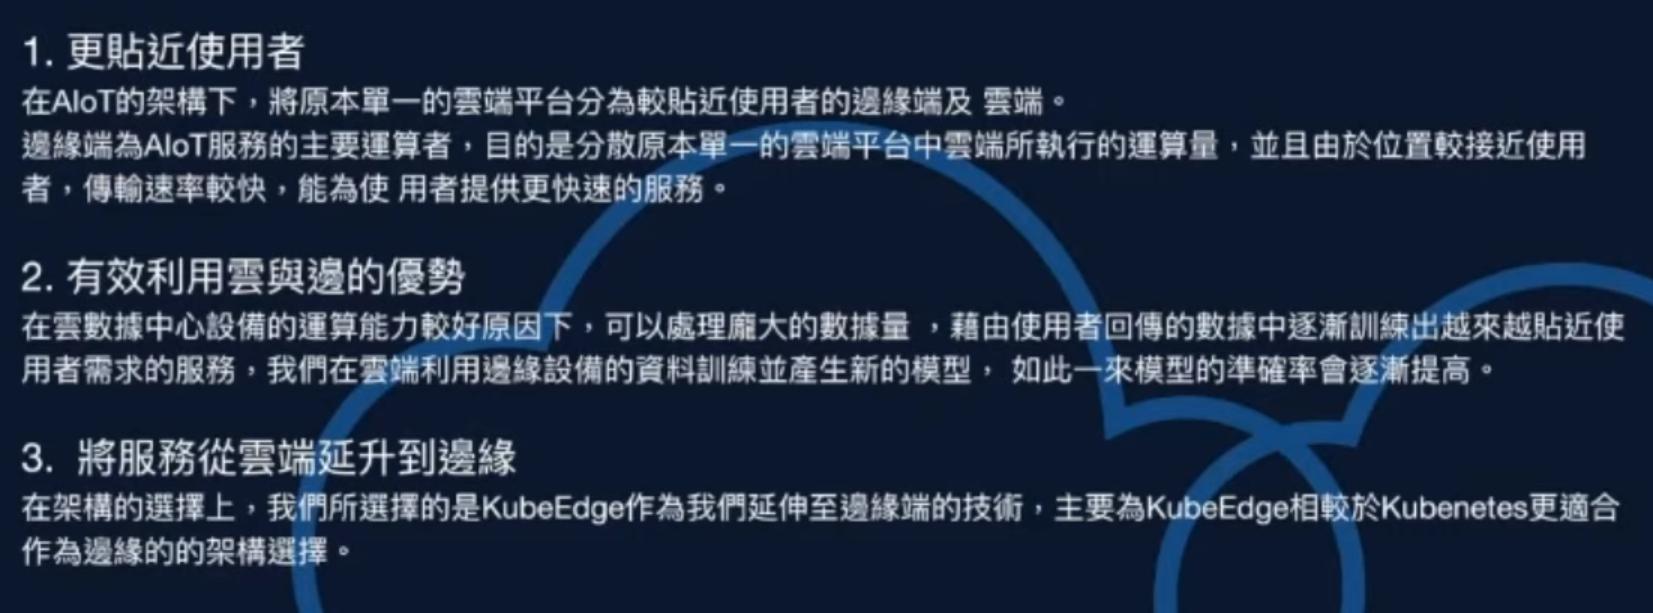 1. 更貼近使用者
在AIoT的架構下，將原本單一的雲端平台分為較貼近使用者的邊緣端及 雲端。
邊緣端為AIoT服務的主要運算者，目的是分散原本單一的雲端平台中雲端所執行的運算量，並且由於位置較接近使用
者，傳輸速率較快，能為使 用者提供更快速的服務。
2. 有效利用雲與邊的優勢
在雲數據中心設備的運算能力較好原因下，可以處理龐大的數據量 ，藉由使用者回傳的數據中逐漸訓練出越來越貼近使
用者需求的服務，我們在雲端利用邊緣設備的資料訓練並產生新的模型， 如此一來模型的準確率會逐漸提高。
3. 將服務從雲端延升到邊緣
在架構的選擇上，我們所選擇的是KubeEdge作為我們延伸至邊緣端的技術，主要為KubeEdge相較於Kubenetes更適合
作為邊緣的的架構選擇。